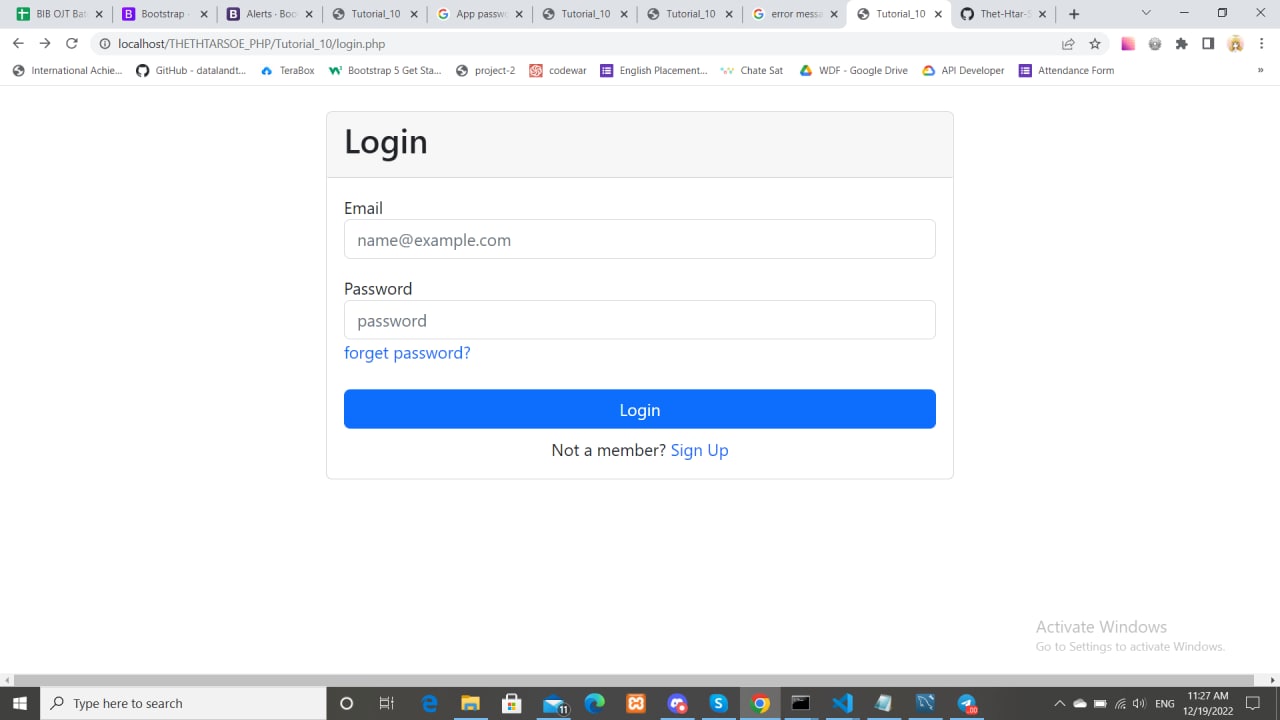 BIB OJT Bat
Bootstrap ·
Alerts · Boo
Tutorial_10
App passwo
Tutorial_10
Tutorial_10
error messa
Tutorial_10
Thet-Htar-S
localhost/THETHTARSOE_PHP/Tutorial_10/login.php
International Achie...
GitHub - datalandt...
TeraBox
Bootstrap 5 Get Sta...
project-2
codewar
English Placement...
Chate Sat
WDF - Google Drive
API Developer
Attendance Form
»
Login
Email
name@example.com
Password
password
forget password?
Login
Not a member? Sign Up
Activate Windows
Go to Settings to activate Windows.
Type here to search
11
ENG
11:27 AM
12/19/2022